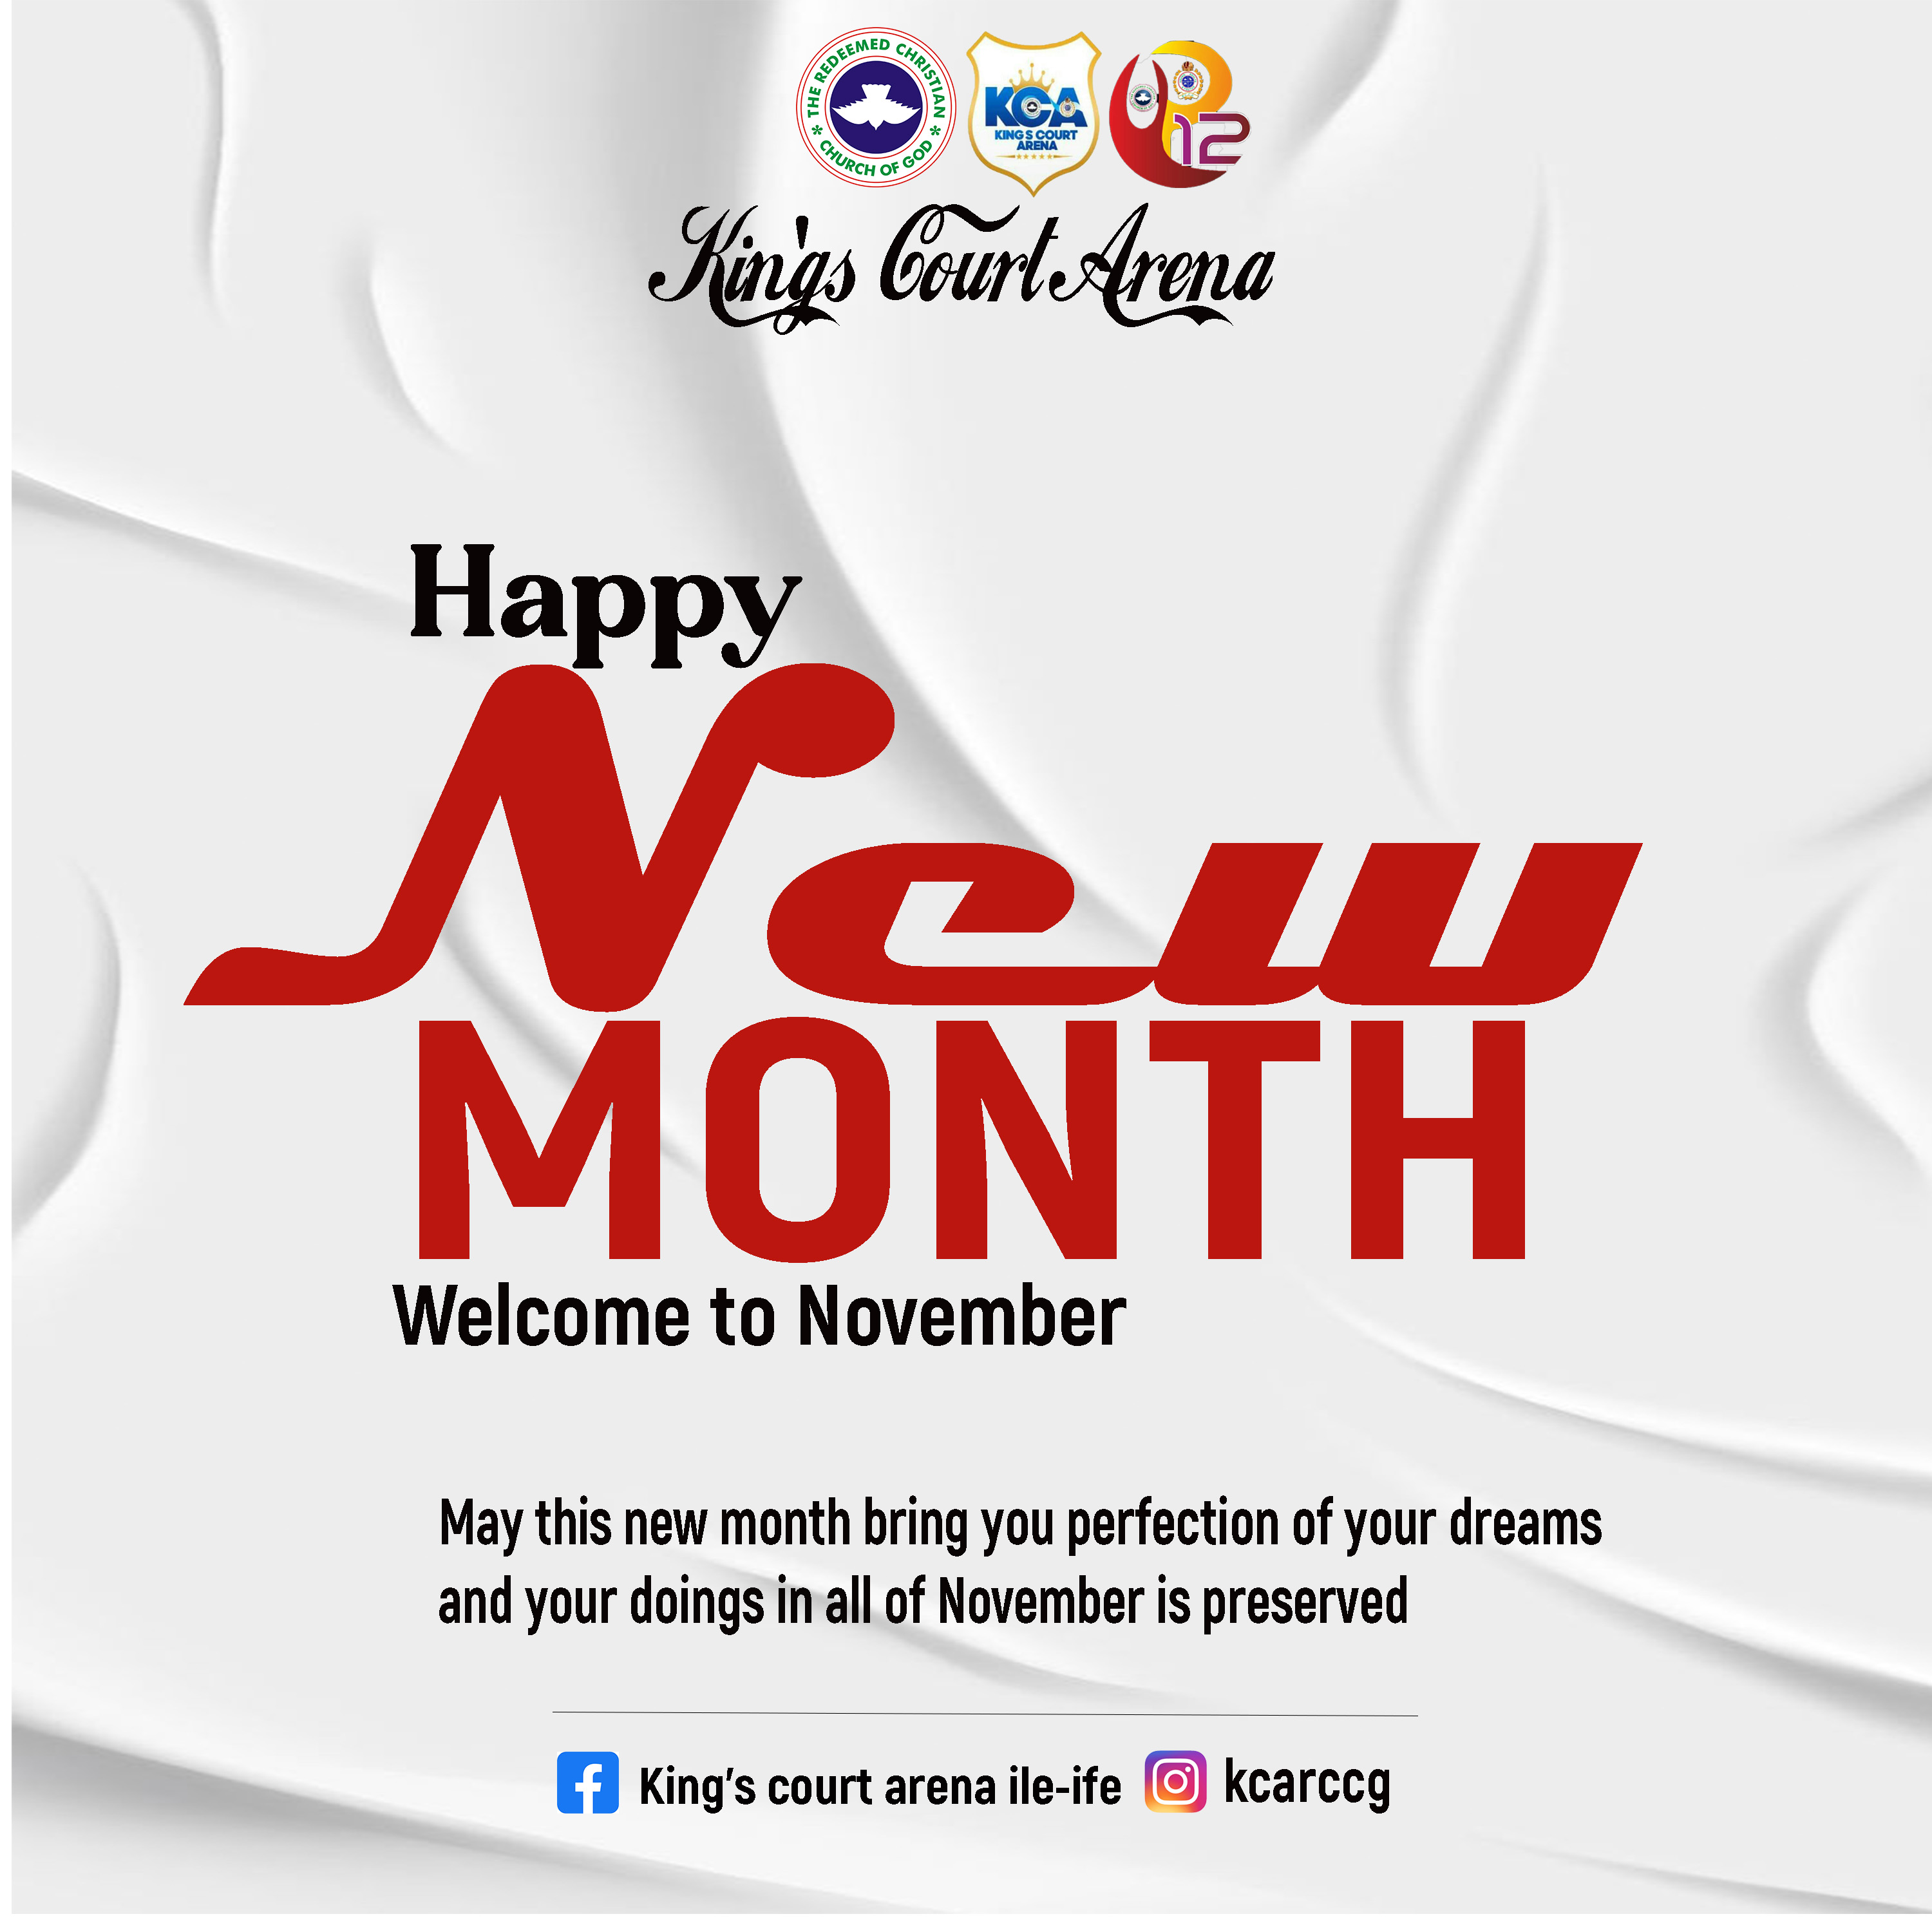 THE REDEEMED CHRISTIAN
CHURCH OF GOD
KCA
KING S COURT
ARENA
12
Kin'gs Court Arena
Happy
New
MONTH
Welcome to November
May this new month bring you perfection of your dreams
and your doings in all of November is preserved
King's court arena ile-ife
kcarccg